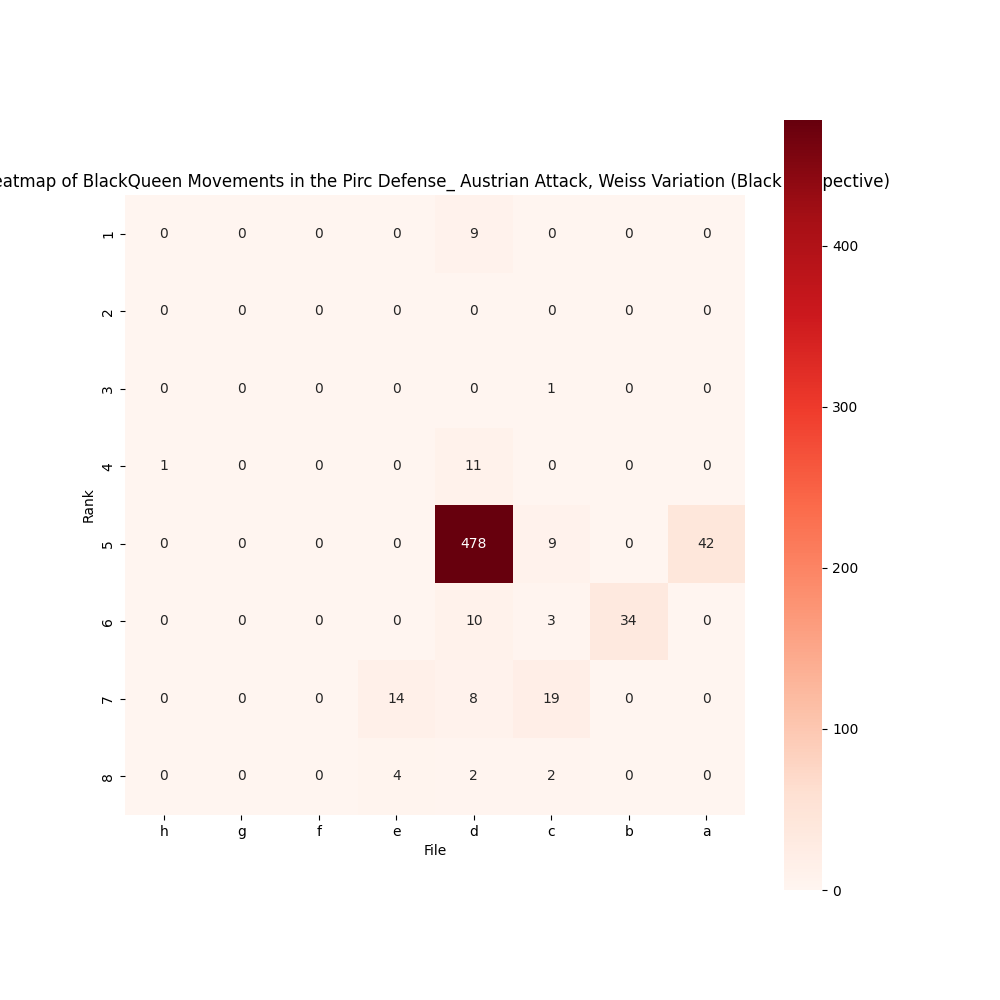 eatmap of BlackQueen Movements in the Pirc Defense_ Austrian Attack, Weiss Variation (Black spective)
1 0 0 0 0 9 0 0 0
2 0 0 0 0 0 0 0 0
3 0 0 0 0 0 1 0 0
4 1 0 0 0 11 0 0 0
Rank
5 0 0 0 0 478 9 0 42
6 0 0 0 0 10 3 34 0
7 0 0 0 14 8 19 0 0
8 0 0 0 4 2 2 0 0
h g f e d c b a
File
400
300
200
100
0